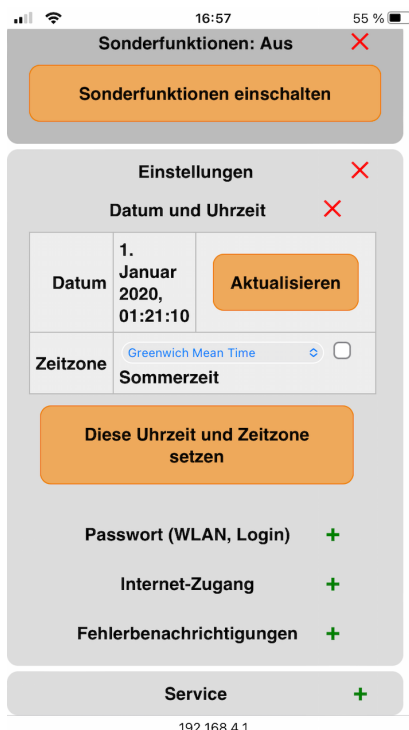 16:57
55 %
Sonderfunktionen: Aus
Sonderfunktionen einschalten
Einstellungen
Datum und Uhrzeit
Datum
1.
Januar
2020,
01:21:10
Aktualisieren
Zeitzone
Greenwich Mean Time
Sommerzeit
Diese Uhrzeit und Zeitzone
setzen
Passwort (WLAN, Login)
Internet-Zugang
Fehlerbenachrichtigungen
Service
192.168.4.1